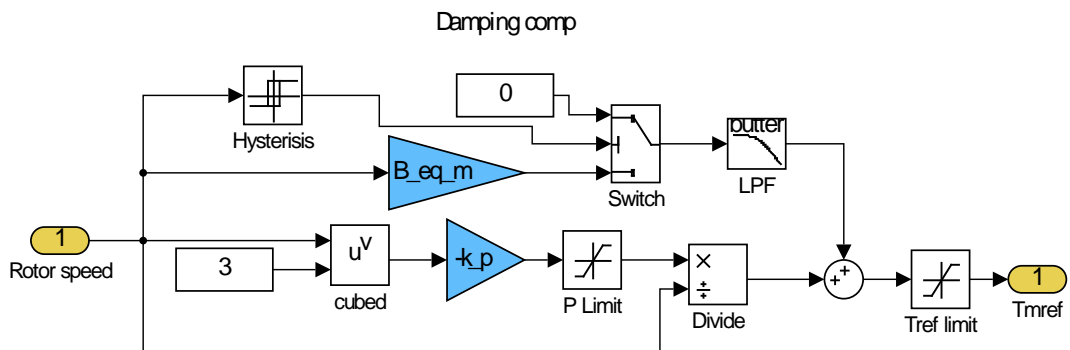 Damping comp
0
Hysterisis
butter
B_eq_m
LPF
Switch
1
Rotor speed
3
u^v
cubed
-k_p
P Limit
×
÷
Divide
+
+
Tref limit
1
Tmref